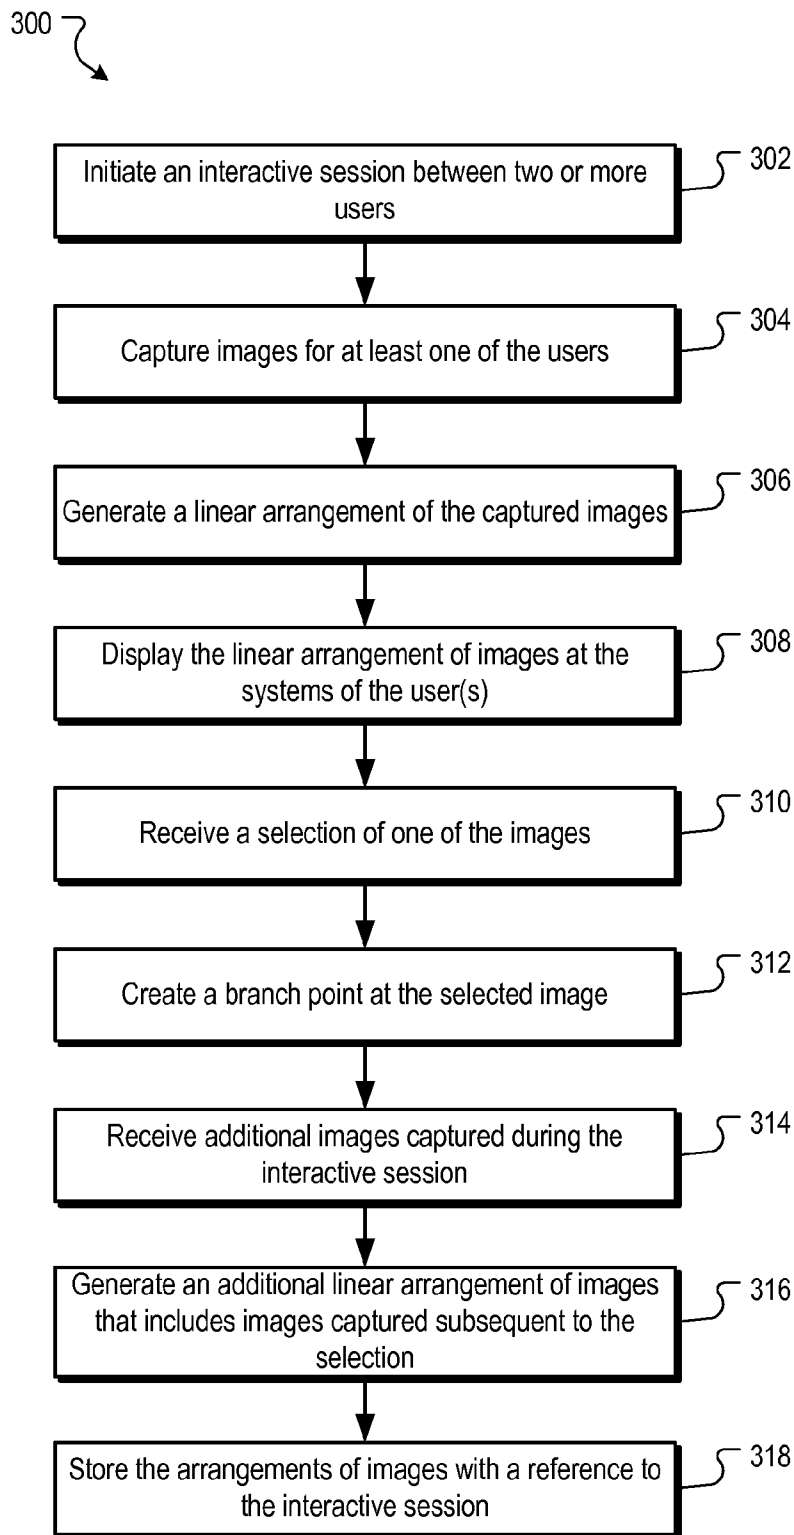 300
Initiate an interactive session between two or more
users
302
Capture images for at least one of the users
304
Generate a linear arrangement of the captured images
306
Display the linear arrangement of images at the
systems of the user(s)
308
Receive a selection of one of the images
310
Create a branch point at the selected image
312
Receive additional images captured during the
interactive session
314
Generate an additional linear arrangement of images
that includes images captured subsequent to the
selection
316
Store the arrangements of images with a reference to
the interactive session
318